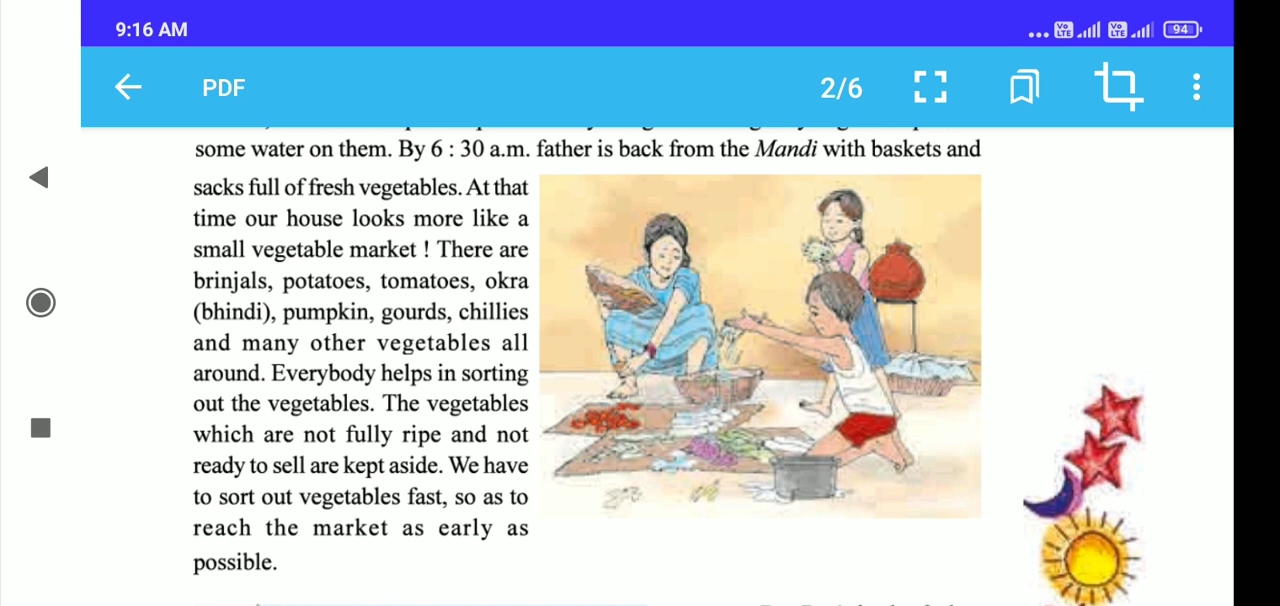 9:16 AM
Vo LTE Vo LTE 94
PDF 2/6
some water on them. By 6 : 30 a.m. father is back from the Mandi with baskets and
sacks full of fresh vegetables. At that
time our house looks more like a
small vegetable market ! There are
brinjals, potatoes, tomatoes, okra
(bhindi), pumpkin, gourds, chillies
and many other vegetables all
around. Everybody helps in sorting
out the vegetables. The vegetables
which are not fully ripe and not
ready to sell are kept aside. We have
to sort out vegetables fast, so as to
reach the market as early as
possible.